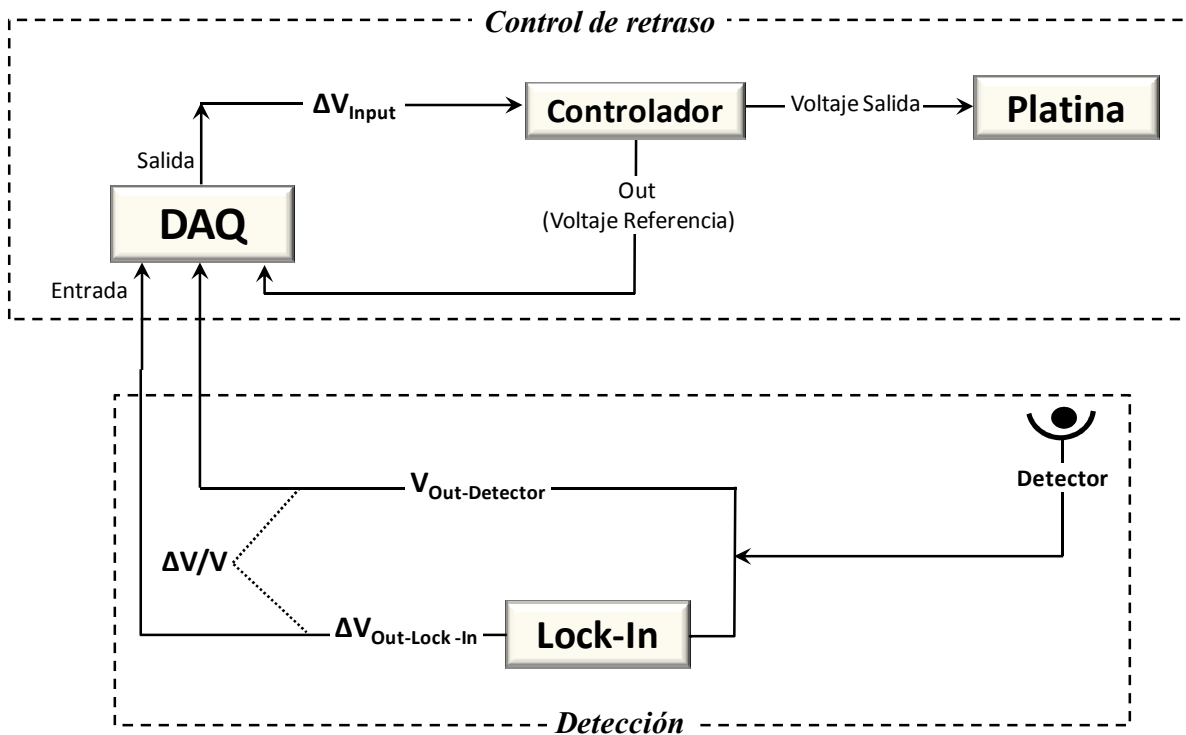 Control de retraso
ΔV_Input
Controlador
Voltaje Salida
Platina
Salida
Out
(Voltaje Referencia)
DAQ
Entrada
Detector
V_Out-Detector
ΔV/V
ΔV_Out-Lock -In
Lock-In
Detección